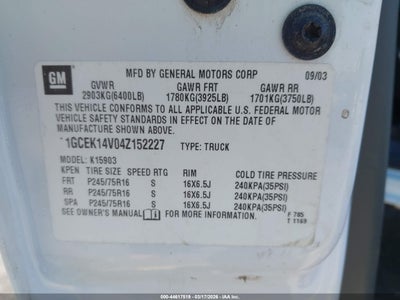 GM
MFD BY GENERAL MOTORS CORP 09/03
GVWR GAWR FRT GAWR RR
2903KG(6400LB) 1780KG(3925LB) 1701KG(3750LB)
THIS VEHICLE CONFORMS TO ALL APPLICABLE U.S. FEDERAL MOTOR
VEHICLE SAFETY STANDARDS IN EFFECT ON THE DATE OF
MANUFACTURE SHOWN ABOVE.
1GCEK14V04Z152227 TYPE: TRUCK
MODEL: K15903
KPEN TIRE SIZE SPEED RTG RIM COLD TIRE PRESSURE
FRT P245/75R16 S 16X6.5J 240KPA(35PSI)
RR P245/75R16 S 16X6.5J 240KPA(35PSI)
SPA P245/75R16 S 16X6.5J 240KPA(35PSI)
SEE OWNER'S MANUAL FOR MORE INFORMATION. F 785
T 1169
IAA-44617519 - 03/17/2026